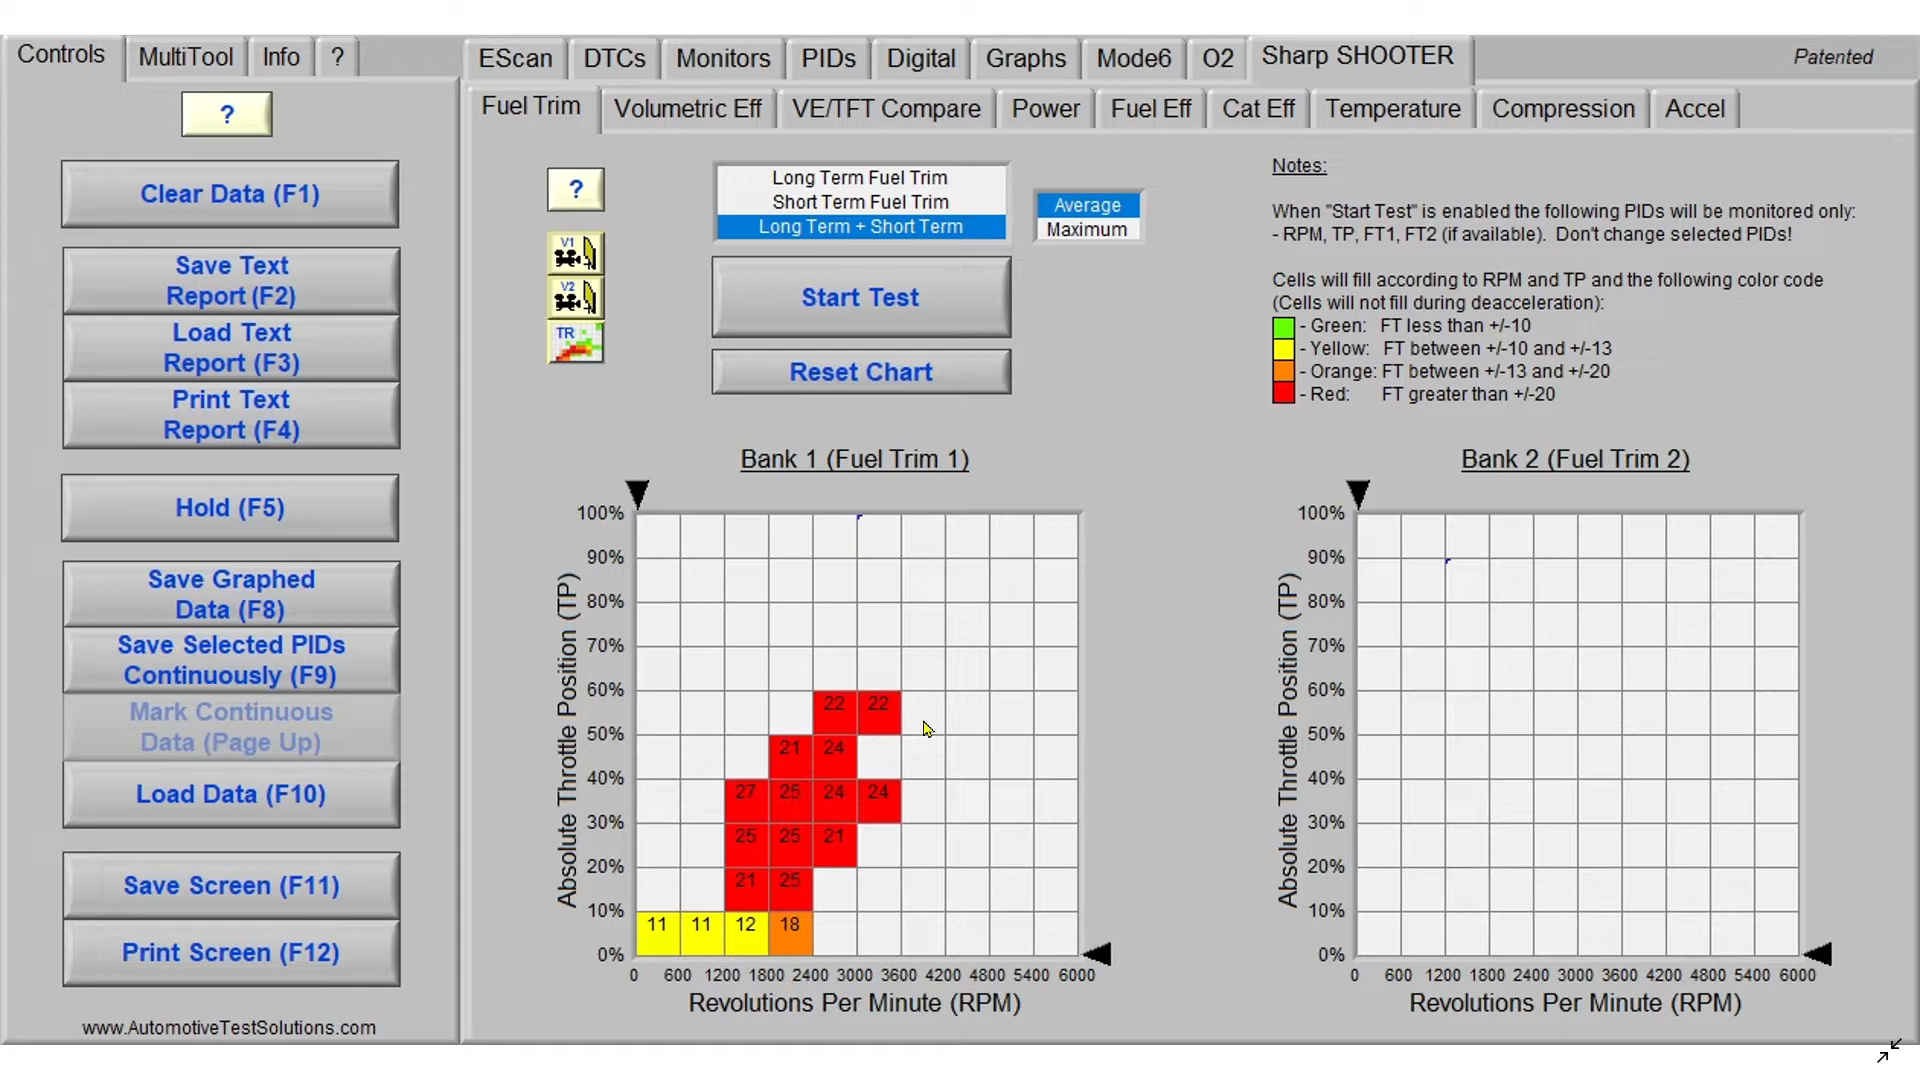 Controls
MultiTool
Info
?
EScan
DTCs
Monitors
PIDs
Digital
Graphs
Mode6
O2
Sharp SHOOTER
Patented
Fuel Trim
Volumetric Eff
VE/TFT Compare
Power
Fuel Eff
Cat Eff
Temperature
Compression
Accel
?
Clear Data (F1)
Save Text
Report (F2)
Load Text
Report (F3)
Print Text
Report (F4)
Hold (F5)
Save Graphed
Data (F8)
Save Selected PIDs
Continuously (F9)
Mark Continuous
Data (Page Up)
Load Data (F10)
Save Screen (F11)
Print Screen (F12)
www.AutomotiveTestSolutions.com
?
V1
V2
TR
Long Term Fuel Trim
Short Term Fuel Trim
Long Term + Short Term
Average
Maximum
Start Test
Reset Chart
Notes:
When "Start Test" is enabled the following PIDs will be monitored only:
- RPM, TP, FT1, FT2 (if available). Don't change selected PIDs!
Cells will fill according to RPM and TP and the following color code
(Cells will not fill during deacceleration):
- Green: FT less than +/-10
- Yellow: FT between +/-10 and +/-13
- Orange: FT between +/-13 and +/-20
- Red: FT greater than +/-20
Bank 1 (Fuel Trim 1)
Absolute Throttle Position (TP)
100%
90%
80%
70%
60%
22 22
50%
21 24
40%
27 25 24 24
30%
25 25 21
20%
21 25
10%
11 11 12 18
0%
0 600 1200 1800 2400 3000 3600 4200 4800 5400 6000
Revolutions Per Minute (RPM)
Bank 2 (Fuel Trim 2)
Absolute Throttle Position (TP)
100%
90%
80%
70%
60%
50%
40%
30%
20%
10%
0%
0 600 1200 1800 2400 3000 3600 4200 4800 5400 6000
Revolutions Per Minute (RPM)